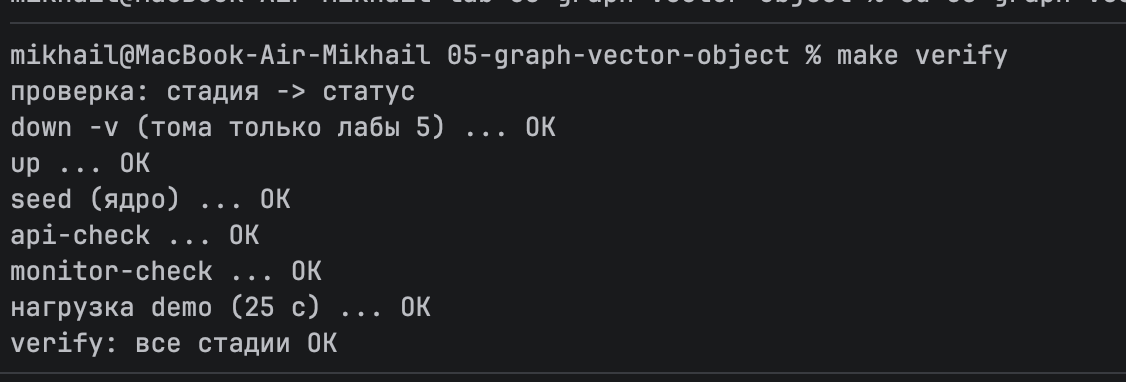 mikhail@MacBook-Air-Mikhail 05-graph-vector-object % make verify
проверка: стадия -> статус
down -v (тома только лабы 5) ... OK
up ... OK
seed (ядро) ... OK
api-check ... OK
monitor-check ... OK
нагрузка demo (25 с) ... OK
verify: все стадии OK